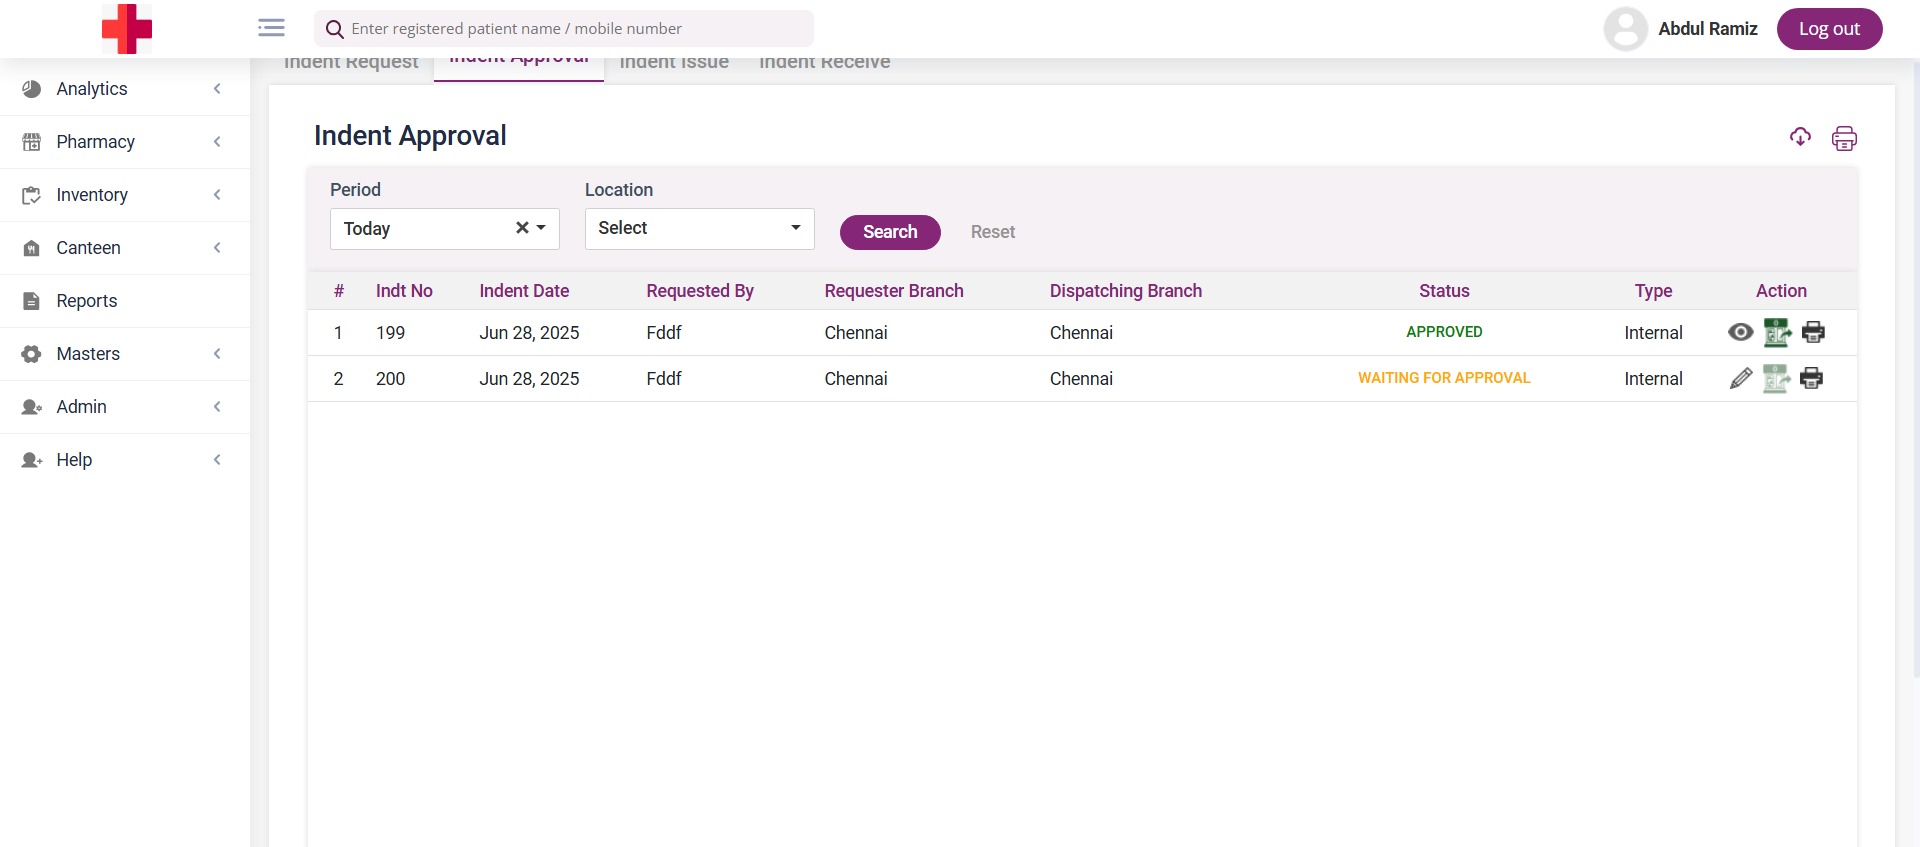 Enter registered patient name / mobile number
Abdul Ramiz
Log out
Indent Request
Indent Approval
Indent Issue
Indent Receive
Analytics
Pharmacy
Inventory
Canteen
Reports
Masters
Admin
Help
Indent Approval
Period
Location
Today
Select
Search
Reset
# Indt No Indent Date Requested By Requester Branch Dispatching Branch Status Type Action
1 199 Jun 28, 2025 Fddf Chennai Chennai APPROVED Internal
2 200 Jun 28, 2025 Fddf Chennai Chennai WAITING FOR APPROVAL Internal